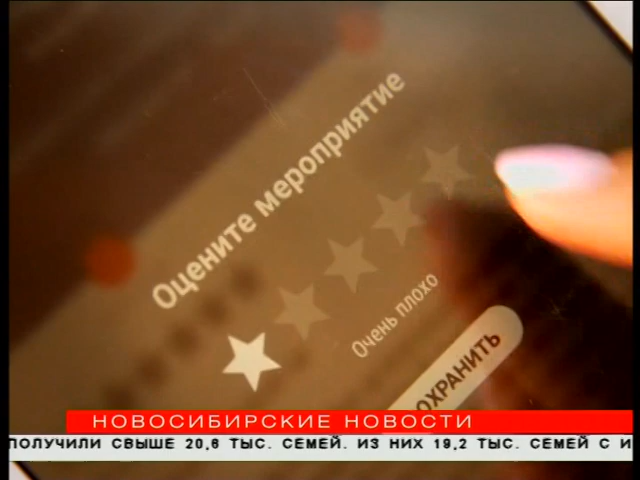 Оцените мероприятие
Очень плохо
ОХРАНИТЬ
НОВОСИБИРСКИЕ НОВОСТИ
ПОЛУЧИЛИ СВЫШЕ 20,6 ТЫС. СЕМЕЙ. ИЗ НИХ 19,2 ТЫС. СЕМЕЙ С И